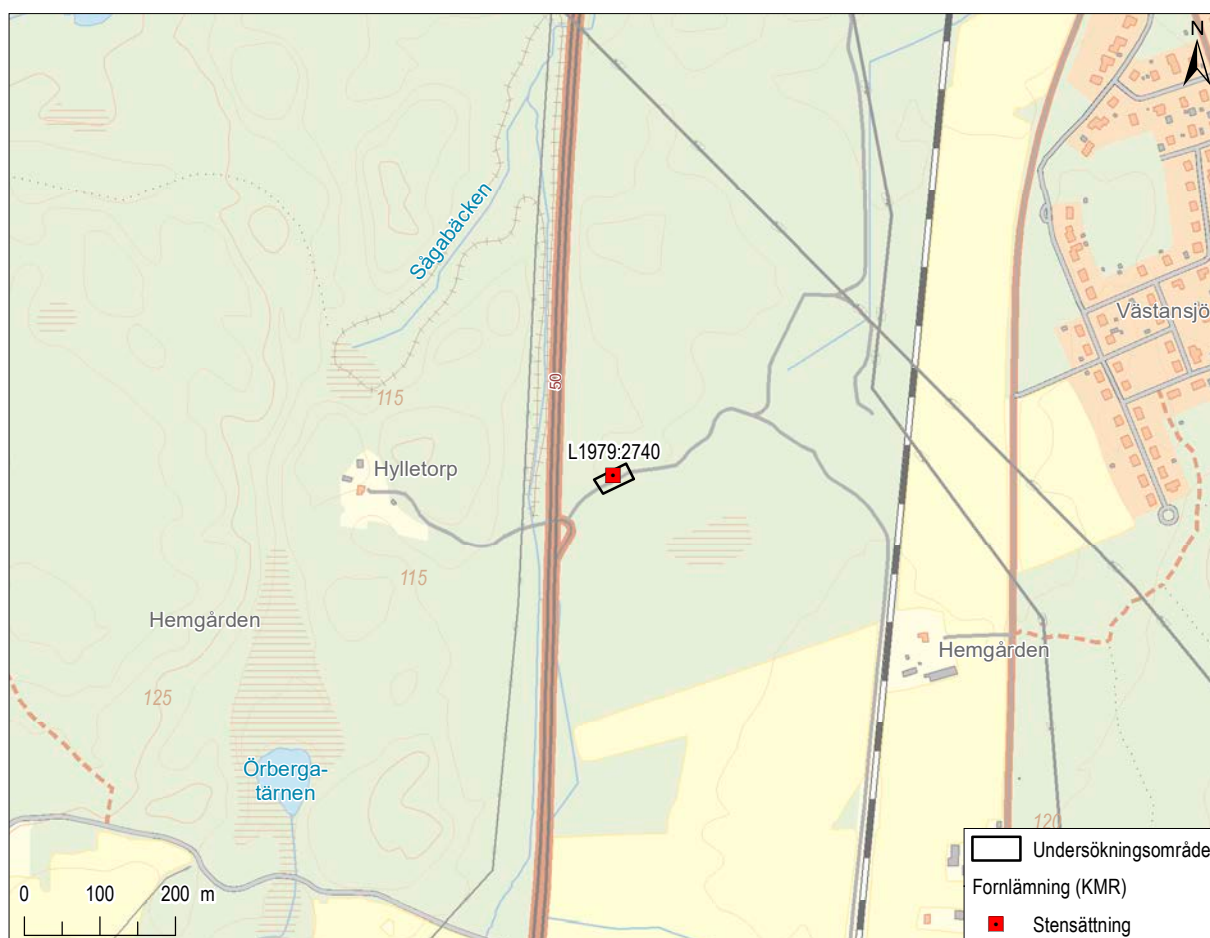 N
Sågabäcken
Västansjö
50
115
L1979:2740
Hylletorp
115
Hemgården
Hemgården
125
Örberga-
tärnen
120
Undersökningsområde
Fornlämning (KMR)
Stensättning
0 100 200 m